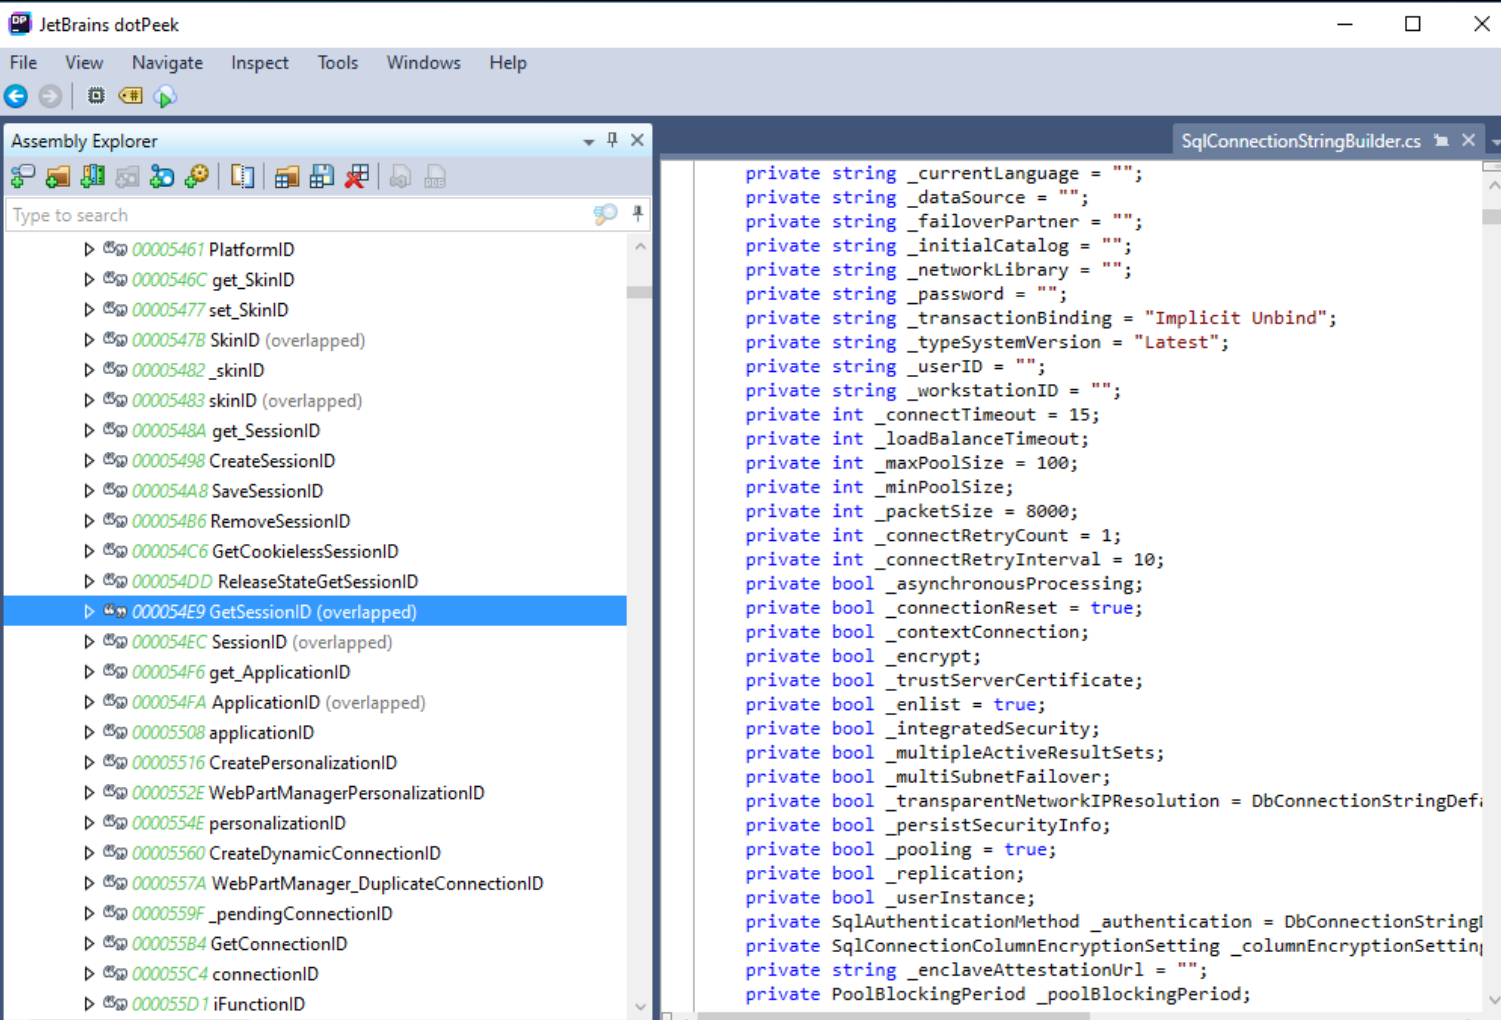 JetBrains dotPeek
File View Navigate Inspect Tools Windows Help
Assembly Explorer
Type to search
00005461 PlatformID
0000546C get_SkinID
00005477 set_SkinID
0000547B SkinID (overlapped)
00005482 _skinID
00005483 skinID (overlapped)
0000548A get_SessionID
00005498 CreateSessionID
000054A8 SaveSessionID
000054B6 RemoveSessionID
000054C6 GetCookielessSessionID
000054DD ReleaseStateGetSessionID
000054E9 GetSessionID (overlapped)
000054EC SessionID (overlapped)
000054F6 get_ApplicationID
000054FA ApplicationID (overlapped)
00005508 applicationID
00005516 CreatePersonalizationID
0000552E WebPartManagerPersonalizationID
0000554E personalizationID
00005560 CreateDynamicConnectionID
0000557A WebPartManager_DuplicateConnectionID
0000559F _pendingConnectionID
000055B4 GetConnectionID
000055C4 connectionID
000055D1 iFunctionID
SqlConnectionStringBuilder.cs
private string _currentLanguage = "";
private string _dataSource = "";
private string _failoverPartner = "";
private string _initialCatalog = "";
private string _networkLibrary = "";
private string _password = "";
private string _transactionBinding = "Implicit Unbind";
private string _typeSystemVersion = "Latest";
private string _userID = "";
private string _workstationID = "";
private int _connectTimeout = 15;
private int _loadBalanceTimeout;
private int _maxPoolSize = 100;
private int _minPoolSize;
private int _packetSize = 8000;
private int _connectRetryCount = 1;
private int _connectRetryInterval = 10;
private bool _asynchronousProcessing;
private bool _connectionReset = true;
private bool _contextConnection;
private bool _encrypt;
private bool _trustServerCertificate;
private bool _enlist = true;
private bool _integratedSecurity;
private bool _multipleActiveResultSets;
private bool _multiSubnetFailover;
private bool _transparentNetworkIPResolution = DbConnectionStringDefa
private bool _persistSecurityInfo;
private bool _pooling = true;
private bool _replication;
private bool _userInstance;
private SqlAuthenticationMethod _authentication = DbConnectionString
private SqlConnectionColumnEncryptionSetting _columnEncryptionSetting
private string _enclaveAttestationUrl = "";
private PoolBlockingPeriod _poolBlockingPeriod;